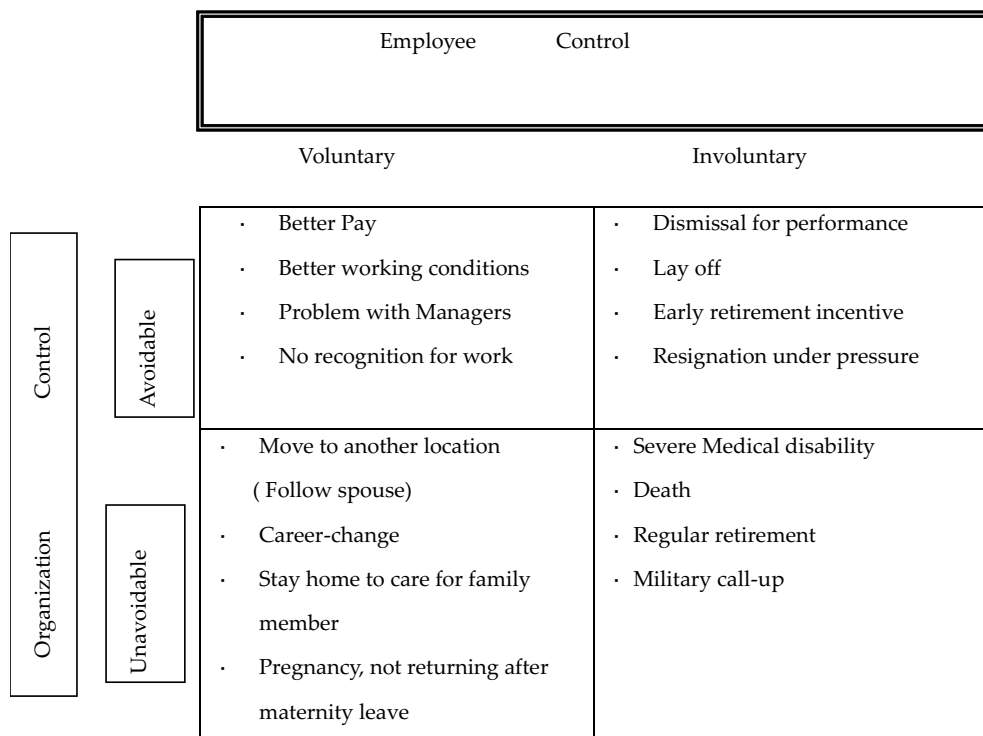 Employee Control
Voluntary Involuntary
Organization Control
Avoidable
· Better Pay
· Better working conditions
· Problem with Managers
· No recognition for work
· Dismissal for performance
· Lay off
· Early retirement incentive
· Resignation under pressure
Unavoidable
· Move to another location
( Follow spouse)
· Career-change
· Stay home to care for family
member
· Pregnancy, not returning after
maternity leave
· Severe Medical disability
· Death
· Regular retirement
· Military call-up